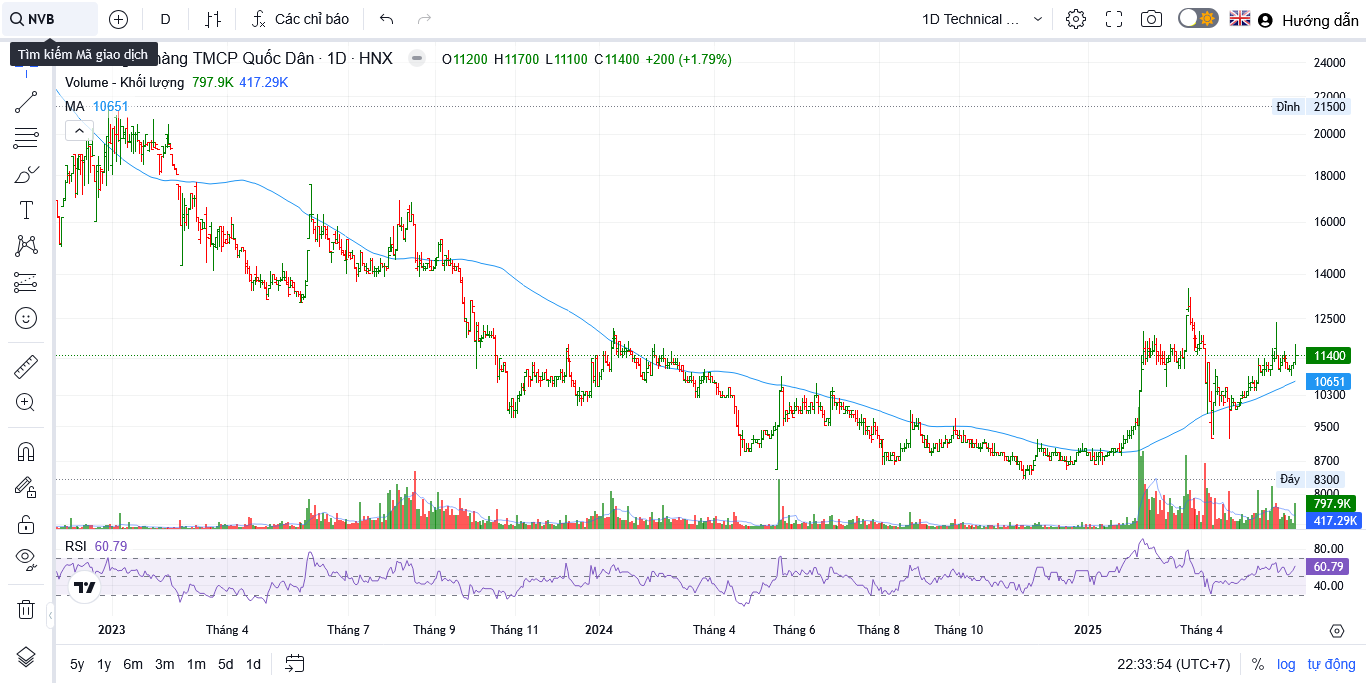 NVB D Các chỉ báo 1D Technical ... Hướng dẫn
Tìm kiếm Mã giao dịch
hàng TMCP Quốc Dân · 1D · HNX O11200 H11700 L11100 C11400 +200 (+1.79%)
Volume - Khối lượng 797.9K 417.29K
MA 10651
24000
22000
Đỉnh 21500
20000
18000
16000
14000
12500
11400
10651
10300
9500
8700
Đáy 8300
8000
797.9K
417.29K
RSI 60.79
80.00
60.79
40.00
2023 Tháng 4 Tháng 7 Tháng 9 Tháng 11 2024 Tháng 4 Tháng 6 Tháng 8 Tháng 10 2025 Tháng 4
5y 1y 6m 3m 1m 5d 1d 22:33:54 (UTC+7) % log tự động